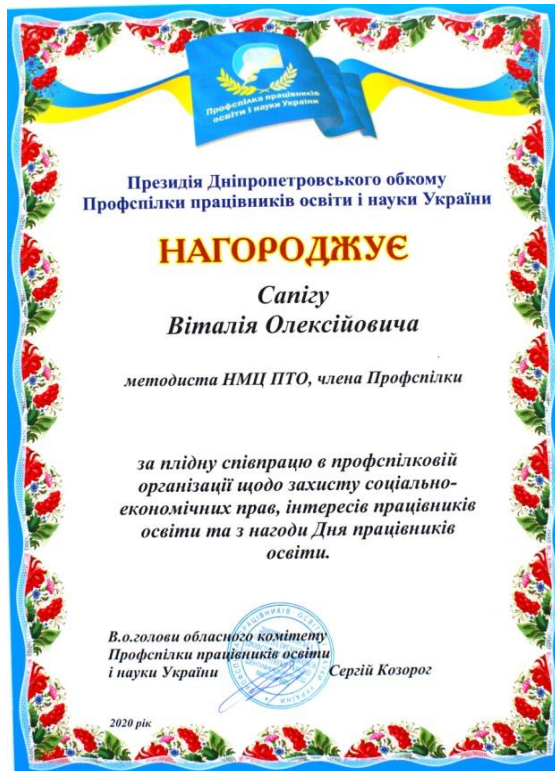 Профспілка працівників
освіти і науки України
Президія Дніпропетровського обкому
Профспілки працівників освіти і науки України
НАГОРОДЖУЄ
Сапігу
Віталія Олексійовича
методиста НМЦ ПТО, члена Профспілки
за плідну співпрацю в профспілковій
організації щодо захисту соціально-
економічних прав, інтересів працівників
освіти та з нагоди Дня працівників
освіти.
В.о.голови обласного комітету
Профспілки працівників освіти
і науки України Сергій Козорог
2020 рік